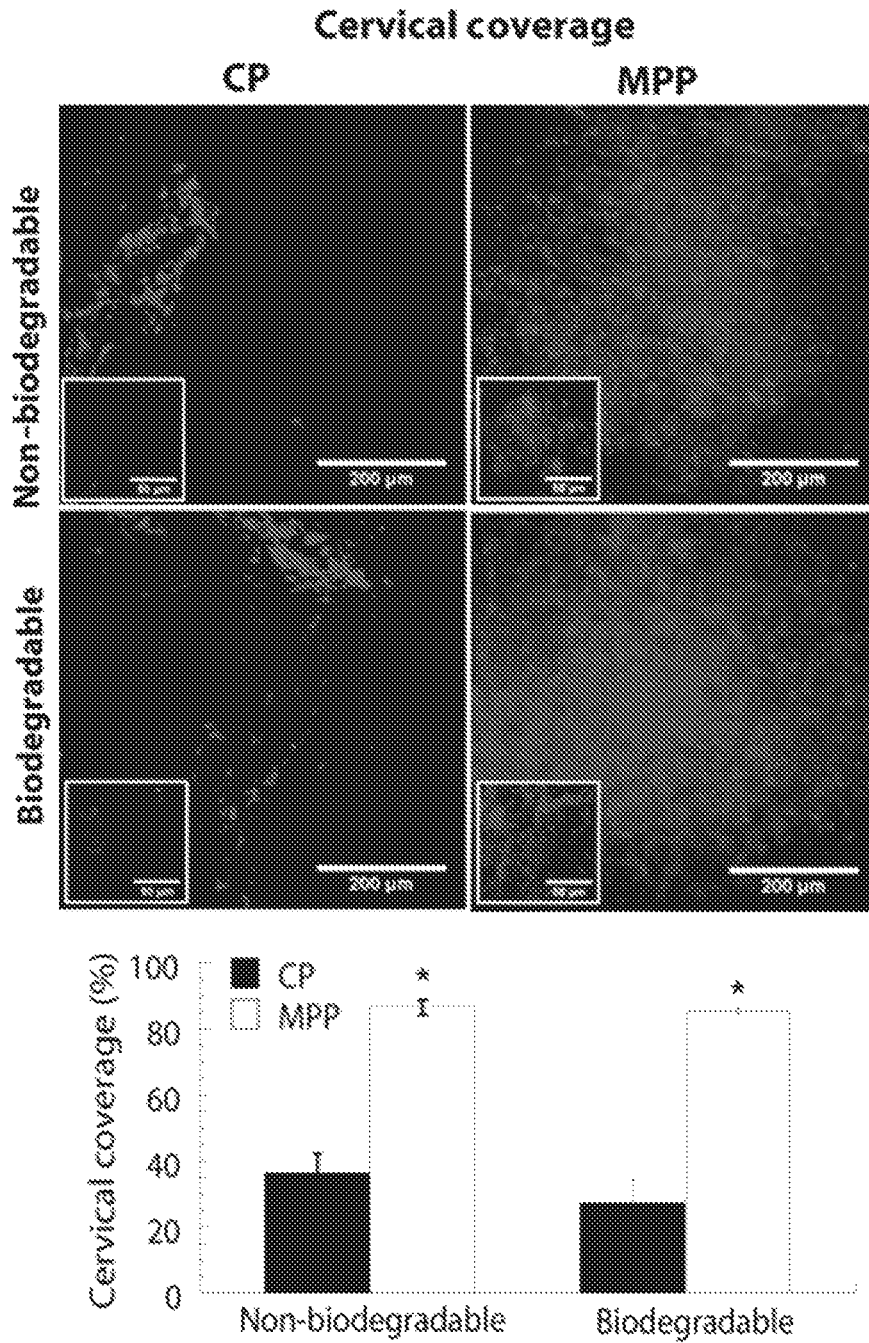 Cervical coverage
CP
MPP
Non-biodegradable
200 µm
200 µm
Biodegradable
200 µm
200 µm
Cervical coverage (%)
100
80
60
40
20
0
CP
MPP
*
*
Non-biodegradable
Biodegradable